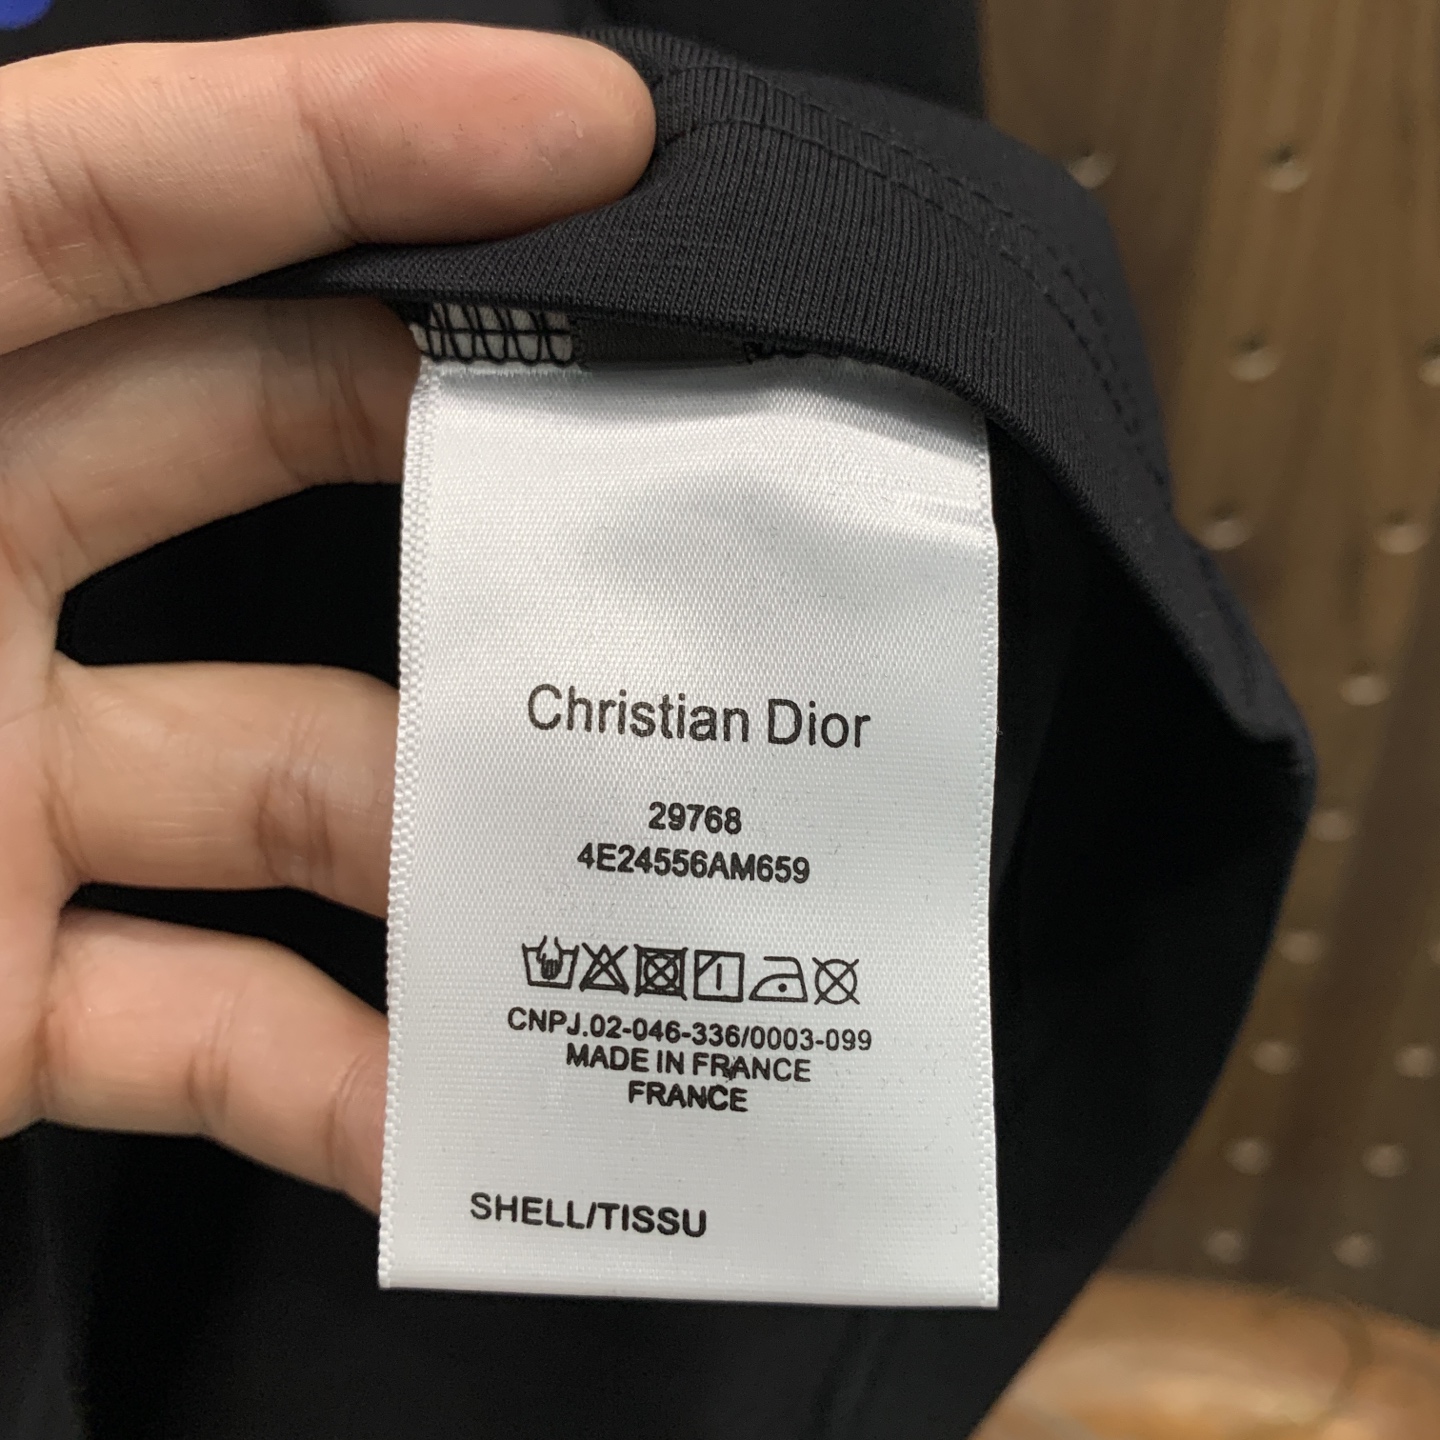 Christian Dior
29768
4E24556AM659
CNPJ.02-046-336/0003-099
MADE IN FRANCE
FRANCE
SHELL/TISSU